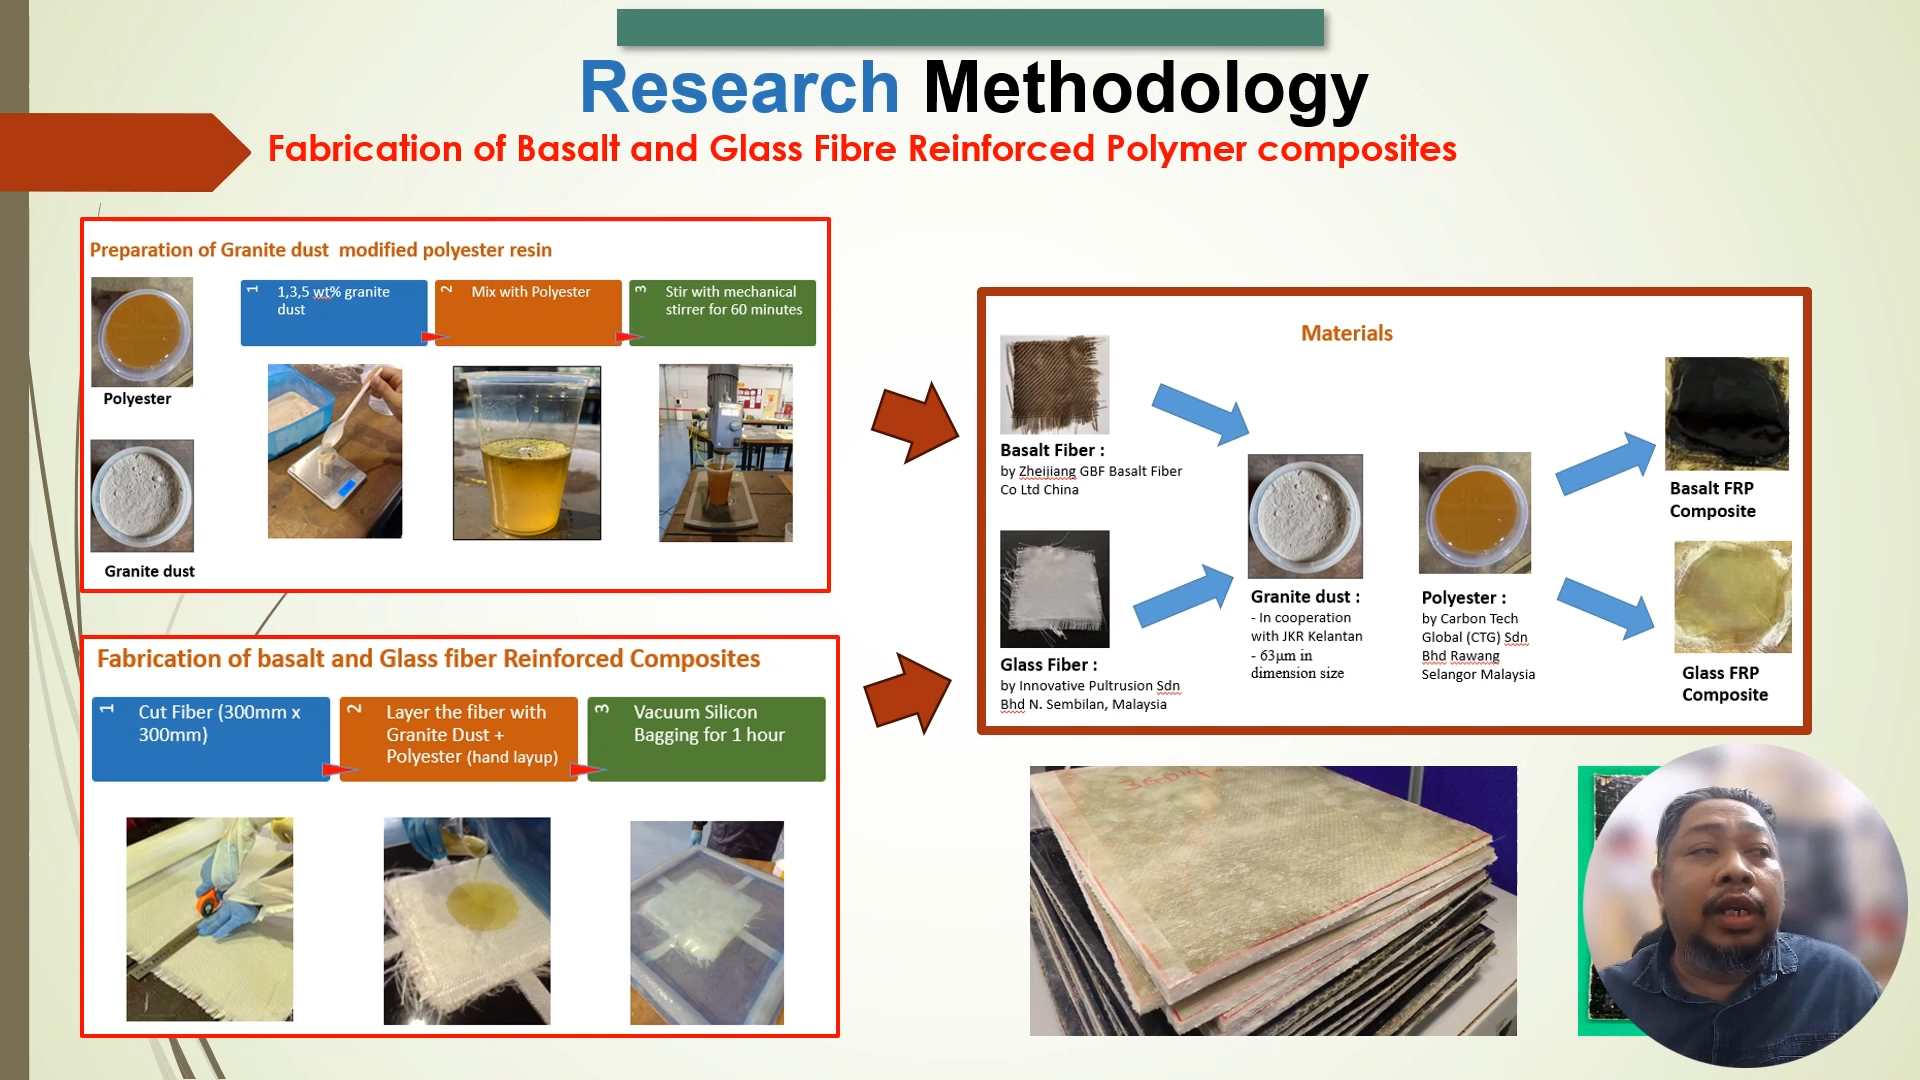 Research Methodology
Fabrication of Basalt and Glass Fibre Reinforced Polymer composites
Preparation of Granite dust modified polyester resin
Polyester
Granite dust
1
1,3,5 wt% granite
dust
2
Mix with Polyester
3
Stir with mechanical
stirrer for 60 minutes
Fabrication of basalt and Glass fiber Reinforced Composites
1
Cut Fiber (300mm x
300mm)
2
Layer the fiber with
Granite Dust +
Polyester (hand layup)
3
Vacuum Silicon
Bagging for 1 hour
Materials
Basalt Fiber :
by Zheijiang GBF Basalt Fiber
Co Ltd China
Glass Fiber :
by Innovative Pultrusion Sdn
Bhd N. Sembilan, Malaysia
Granite dust :
- In cooperation
with JKR Kelantan
- 63µm in
dimension size
Polyester :
by Carbon Tech
Global (CTG) Sdn
Bhd Rawang
Selangor Malaysia
Basalt FRP
Composite
Glass FRP
Composite